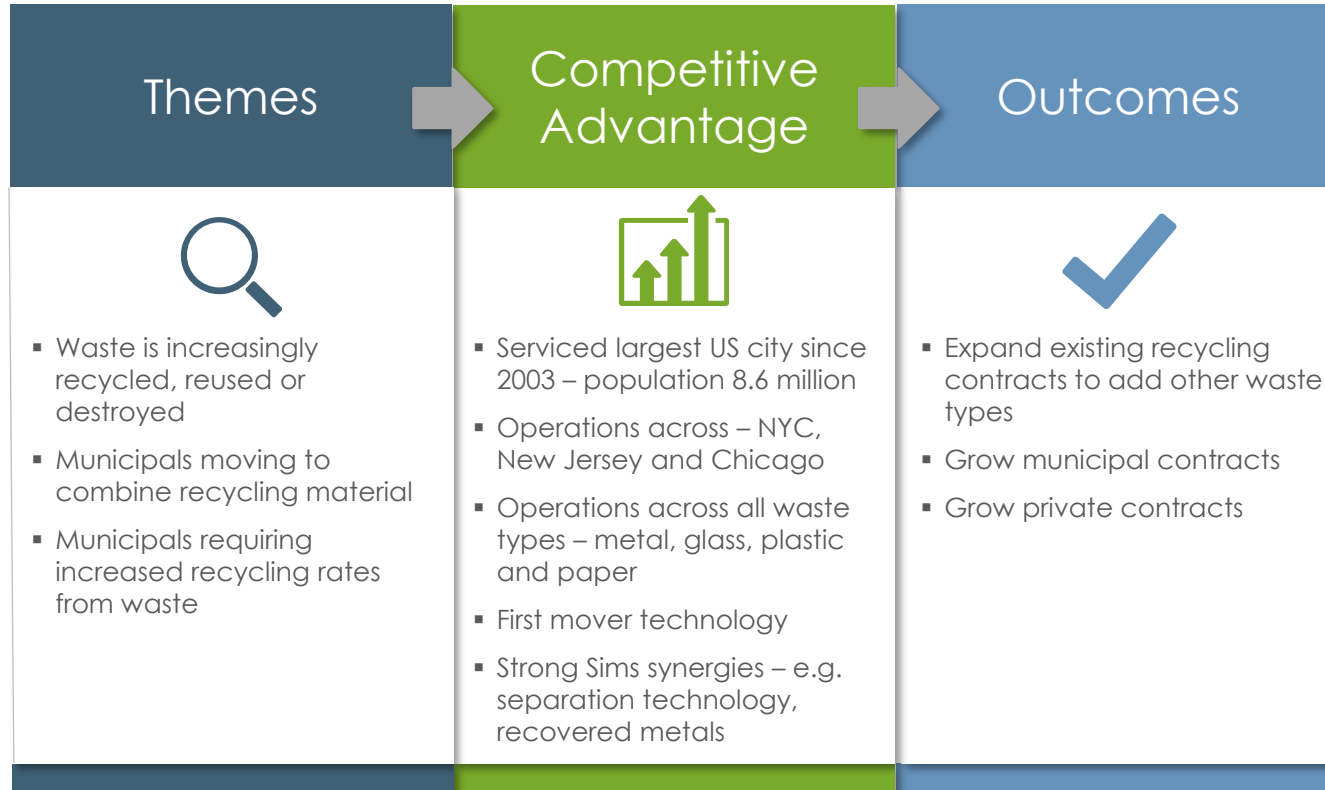 Themes
Competitive
Advantage
Outcomes
▪ Waste is increasingly
recycled, reused or
destroyed
▪ Municipals moving to
combine recycling material
▪ Municipals requiring
increased recycling rates
from waste
▪ Serviced largest US city since
2003 – population 8.6 million
▪ Operations across – NYC,
New Jersey and Chicago
▪ Operations across all waste
types – metal, glass, plastic
and paper
▪ First mover technology
▪ Strong Sims synergies – e.g.
separation technology,
recovered metals
▪ Expand existing recycling
contracts to add other waste
types
▪ Grow municipal contracts
▪ Grow private contracts